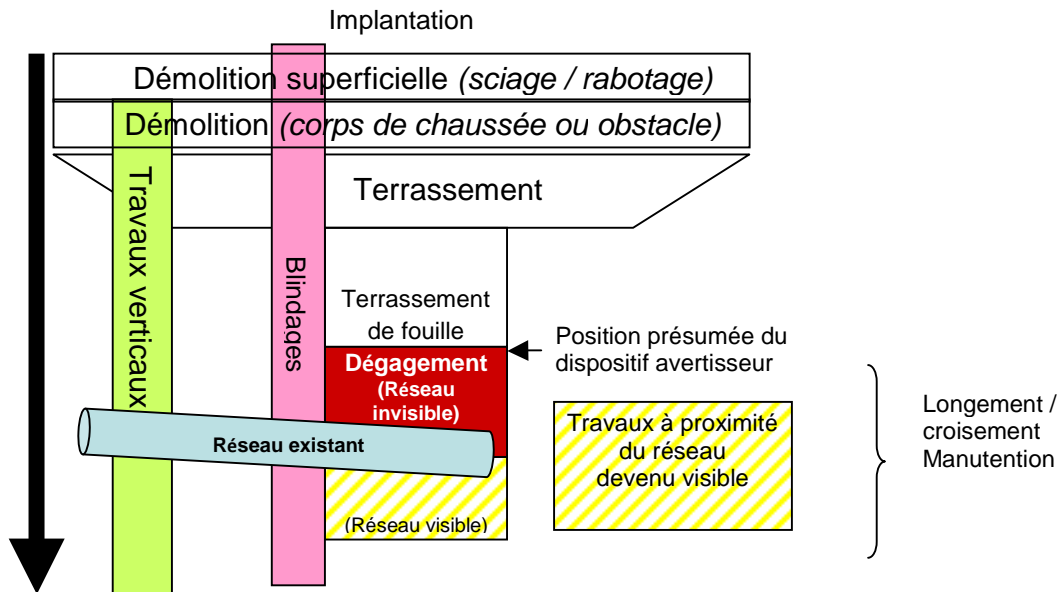 Implantation
Démolition superficielle (sciage / rabotage)
Démolition (corps de chaussée ou obstacle)
Terrassement
Travaux verticaux
Blindages
Terrassement
de fouille
Position présumée du
dispositif avertisseur
Dégagement
(Réseau
invisible)
Réseau existant
(Réseau visible)
Travaux à proximité
du réseau
devenu visible
Longement /
croisement
Manutention